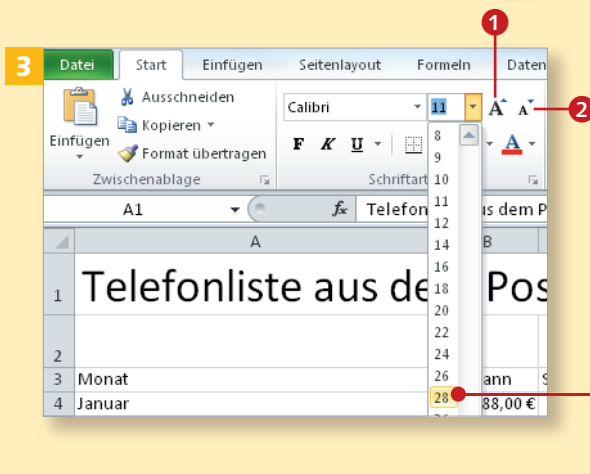 1
3
Datei Start Einfügen Seitenlayout Formeln Daten
Ausschneiden
Kopieren
Format übertragen
Einfügen
Zwischenablage
Calibri 11 A A
2
F K U A
Schriftart
8
9
10
11
12
14
16
18
20
22
24
26
28
A1 fx Telefon is dem P
A B
1 Telefonliste aus de Pos
2
3 Monat ann S
4 Januar 88,00 €